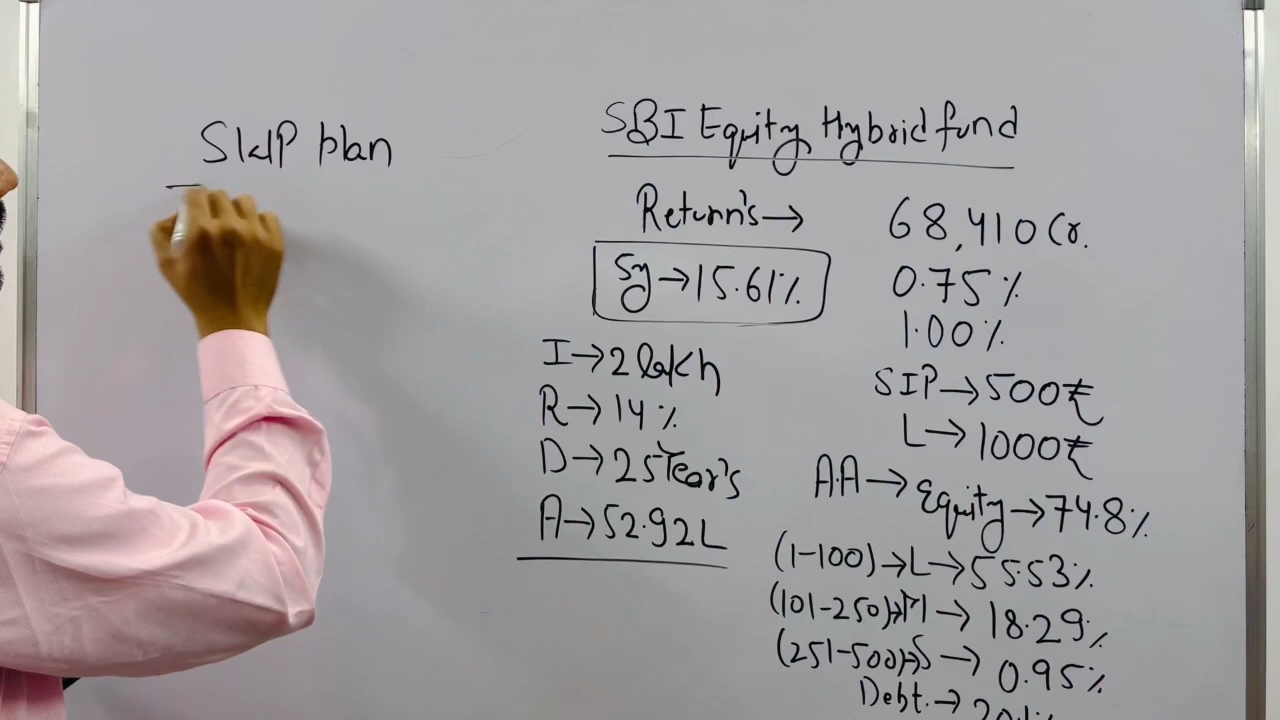 SWP plan
SBI Equity Hybrid fund
Return's →
5y → 15.61%
I → 2 lakh
R → 14%
D → 25 Year's
A → 52.92L
68,410 Cr.
0.75%
1.00%
SIP → 500₹
L → 1000₹
A.A → Equity → 74.8%
(1-100) → L → 55.53%
(101-250) → M → 18.29%
(251-500) → S → 0.95%
Debt. →